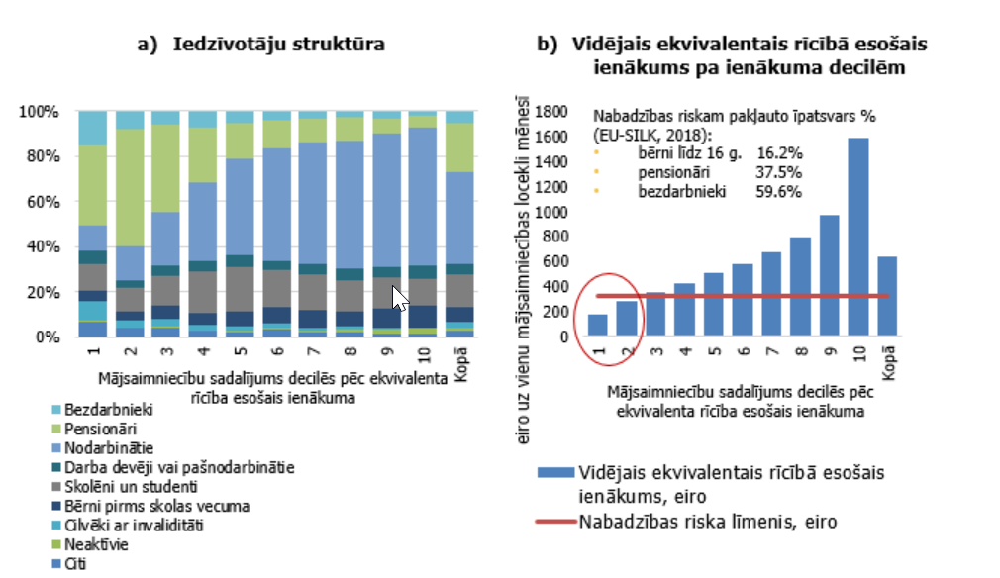 a) Iedzīvotāju struktūra
100%
80%
60%
40%
20%
0%
1 2 3 4 5 6 7 8 9 10 Kopā
Mājsaimniecību sadalījums decilēs pēc ekvivalenta
rīcība esošais ienākuma
Bezdarbnieki
Pensionāri
Nodarbinātie
Darba devēji vai pašnodarbinātie
Skolēni un studenti
Bērni pirms skolas vecuma
Cilvēki ar invaliditāti
Neaktīvie
Citi
b) Vidējais ekvivalentais rīcībā esošais
ienākums pa ienākuma decilēm
eiro uz vienu mājsaimniecības locekli mēnesī
1800
1600
1400
1200
1000
800
600
400
200
0
Nabadzības riskam pakļauto īpatsvars %
(EU-SILK, 2018):
bērni līdz 16 g. 16.2%
pensionāri 37.5%
bezdarbnieki 59.6%
1 2 3 4 5 6 7 8 9 10 Kopā
Mājsaimniecību sadalījums decilēs pēc
ekvivalenta rīcība esošais ienākuma
Vidējais ekvivalentais rīcībā esošais
ienākums, eiro
Nabadzības riska līmenis, eiro